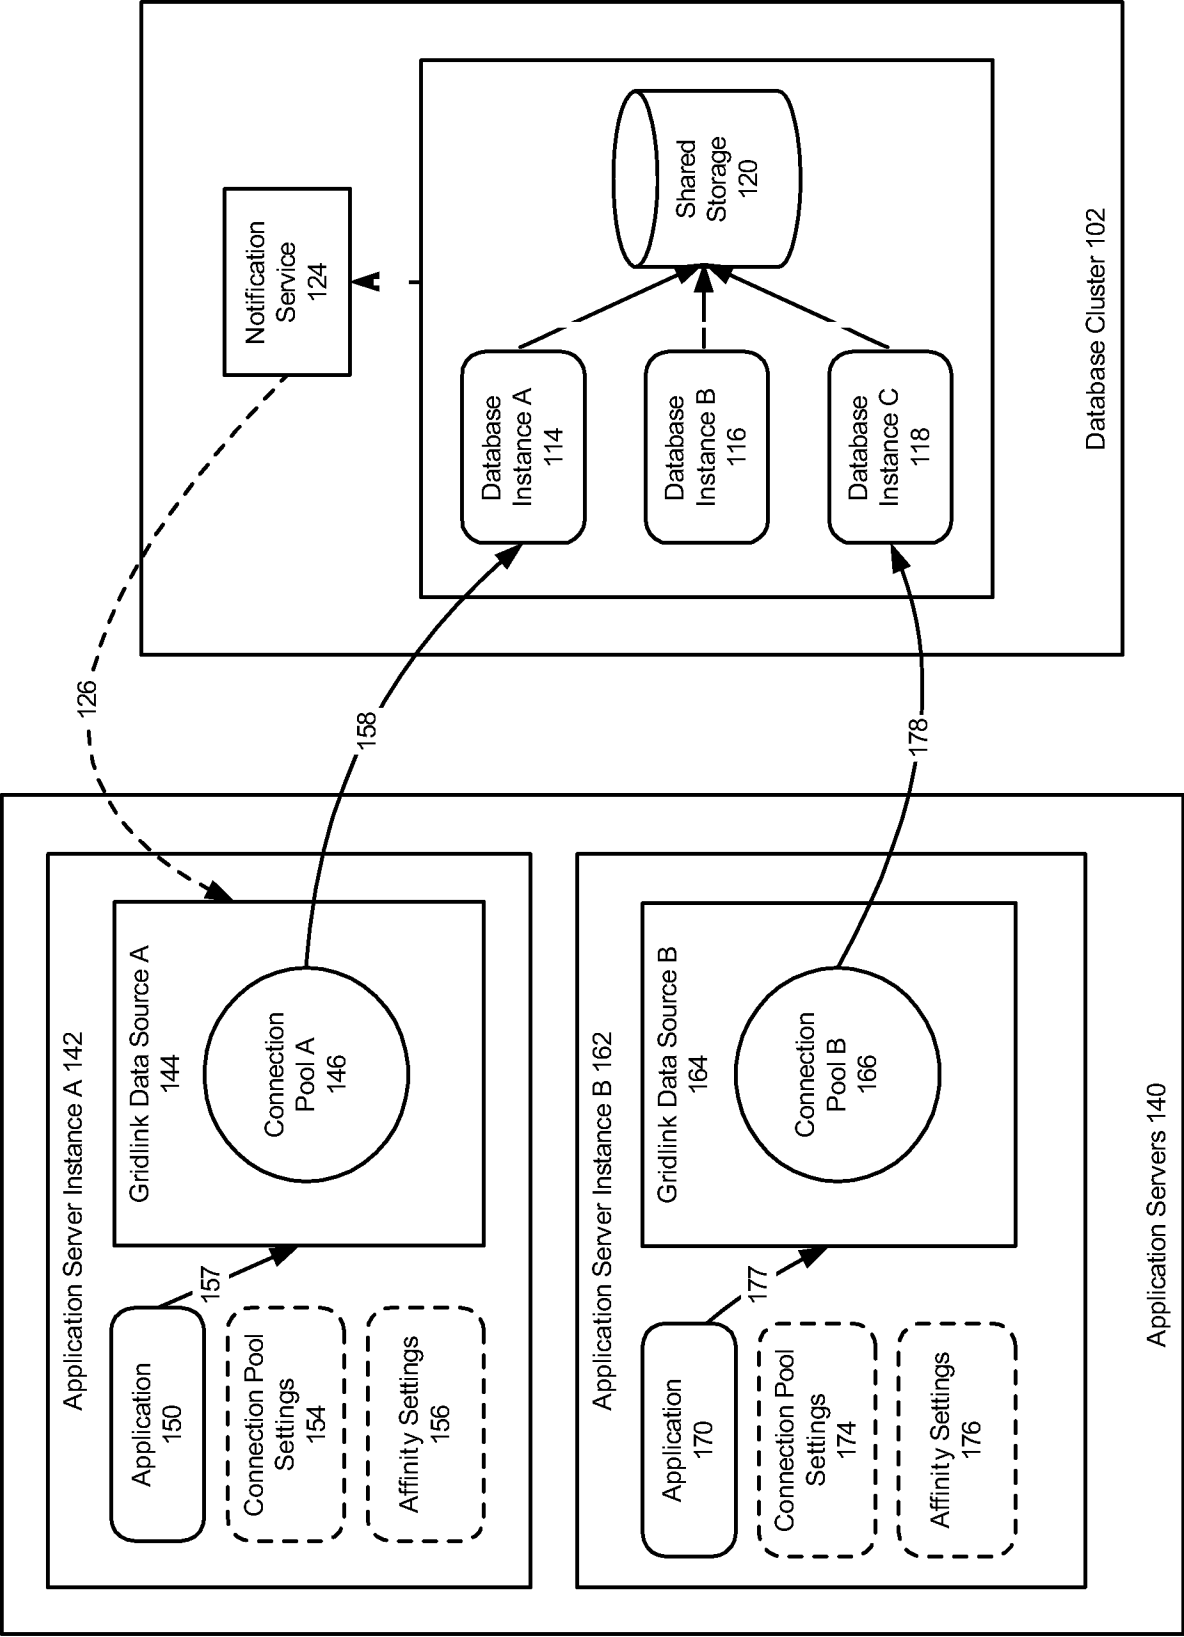 Application Server Instance A 142
Application
150
Connection Pool
Settings
154
Affinity Settings
156
157
Gridlink Data Source A
144
Connection
Pool A
146
Application Server Instance B 162
Application
170
Connection Pool
Settings
174
Affinity Settings
176
177
Gridlink Data Source B
164
Connection
Pool B
166
Application Servers 140
126
158
178
Notification
Service
124
Database
Instance A
114
Database
Instance B
116
Database
Instance C
118
Shared
Storage
120
Database Cluster 102